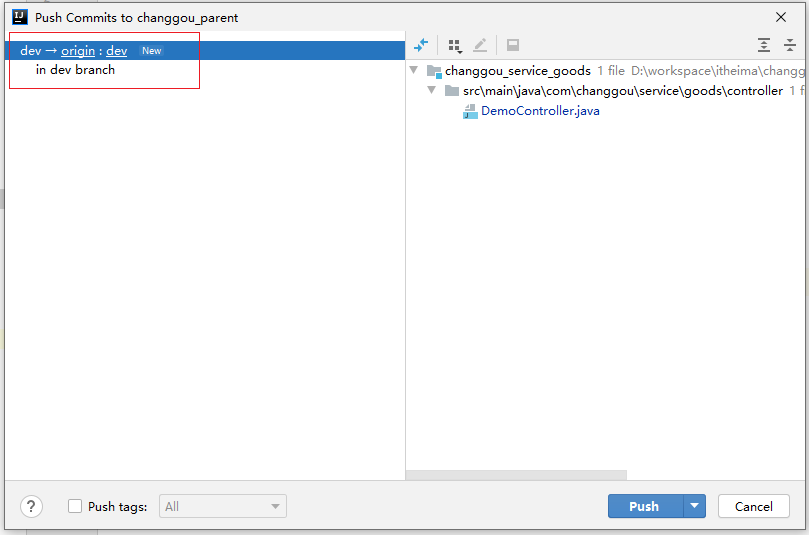 Push Commits to changgou_parent
dev → origin : dev New
in dev branch
changgou_service_goods 1 file D:\workspace\itheima\changg
src\main\java\com\changgou\service\goods\controller 1 f
DemoController.java
? Push tags: All Push Cancel